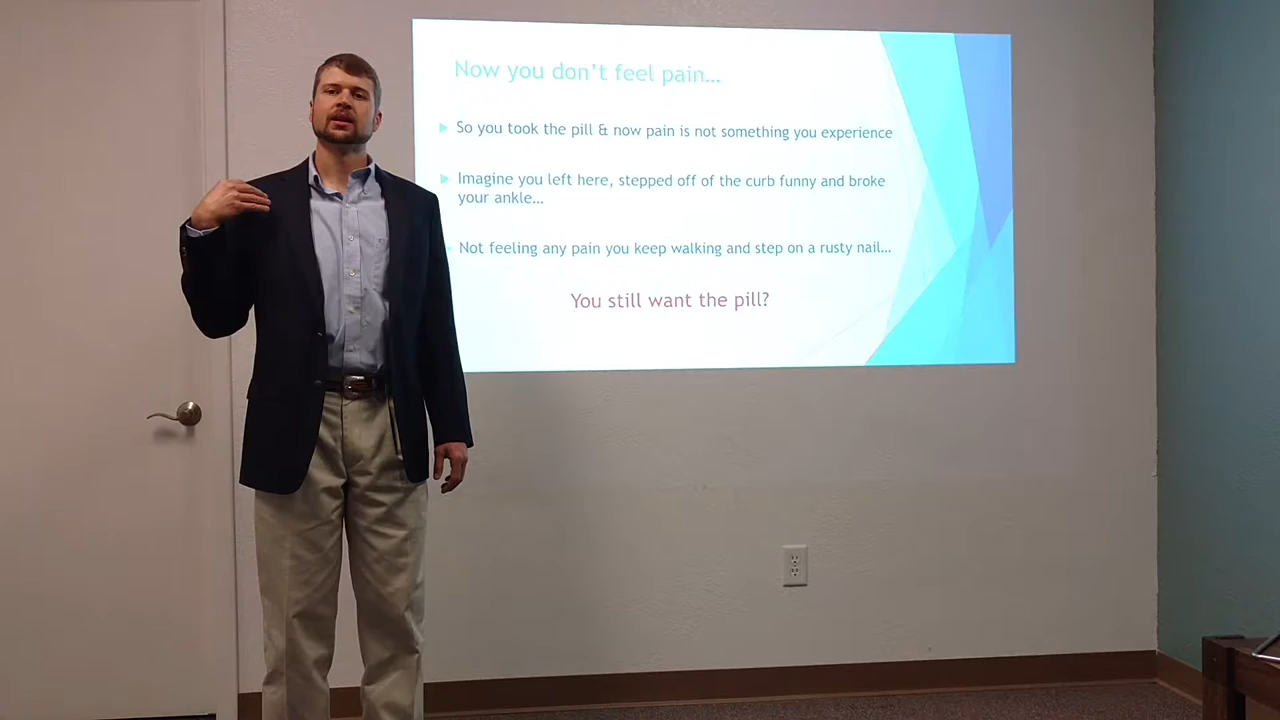 Now you don't feel pain…
So you took the pill & now pain is not something you experience
Imagine you left here, stepped off of the curb funny and broke
your ankle…
Not feeling any pain you keep walking and step on a rusty nail…
You still want the pill?